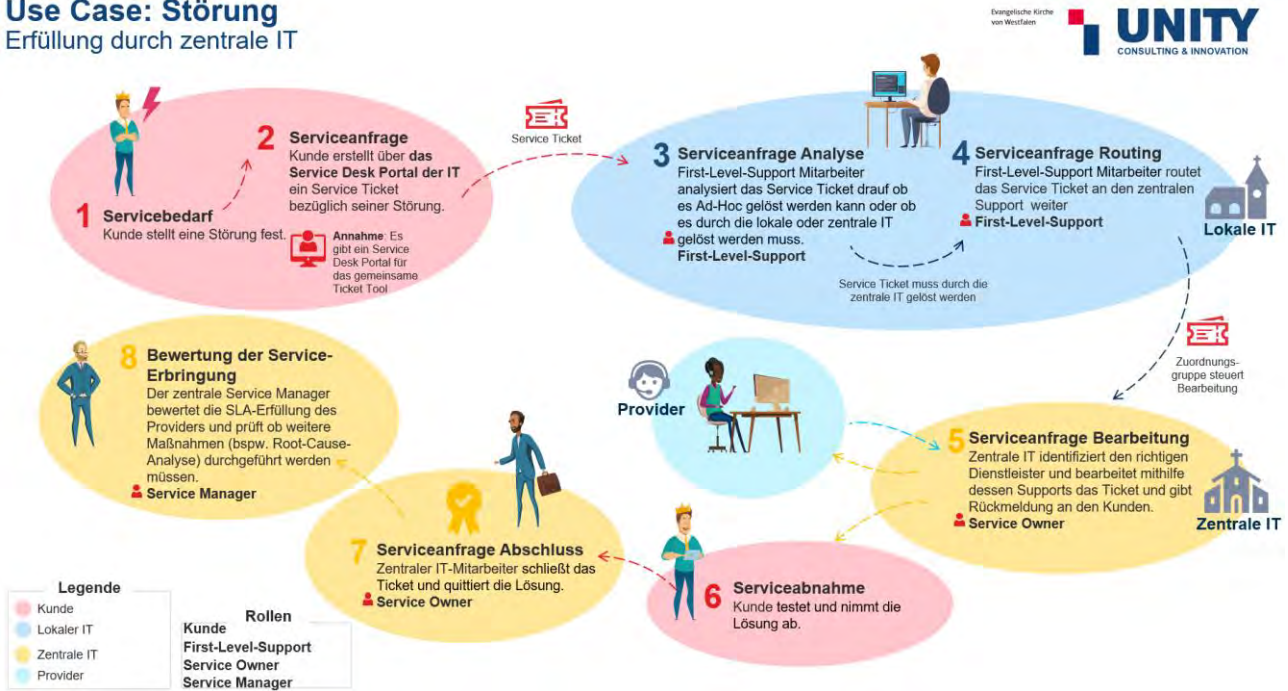 Use Case: Störung
Erfüllung durch zentrale IT
Evangelische Kirche
von Westfalen
UNITY
CONSULTING & INNOVATION
1 Servicebedarf
Kunde stellt eine Störung fest.
2 Serviceanfrage
Kunde erstellt über das
Service Desk Portal der IT
ein Service Ticket
bezüglich seiner Störung.
Annahme: Es
gibt ein Service
Desk Portal für
das gemeinsame
Ticket Tool
Service Ticket
3 Serviceanfrage Analyse
First-Level-Support Mitarbeiter
analysiert das Service Ticket drauf ob
es Ad-Hoc gelöst werden kann oder ob
es durch die lokale oder zentrale IT
gelöst werden muss.
First-Level-Support
Service Ticket muss durch die
zentrale IT gelöst werden
4 Serviceanfrage Routing
First-Level-Support Mitarbeiter routet
das Service Ticket an den zentralen
Support weiter
First-Level-Support
Lokale IT
Zuordnungs-
gruppe steuert
Bearbeitung
Provider
5 Serviceanfrage Bearbeitung
Zentrale IT identifiziert den richtigen
Dienstleister und bearbeitet mithilfe
dessen Supports das Ticket und gibt
Rückmeldung an den Kunden.
Service Owner
Zentrale IT
6 Serviceabnahme
Kunde testet und nimmt die
Lösung ab.
7 Serviceanfrage Abschluss
Zentraler IT-Mitarbeiter schließt das
Ticket und quittiert die Lösung.
Service Owner
8 Bewertung der Service-
Erbringung
Der zentrale Service Manager
bewertet die SLA-Erfüllung des
Providers und prüft ob weitere
Maßnahmen (bspw. Root-Cause-
Analyse) durchgeführt werden
müssen.
Service Manager
Legende
Kunde
Lokaler IT
Zentrale IT
Provider
Rollen
Kunde
First-Level-Support
Service Owner
Service Manager